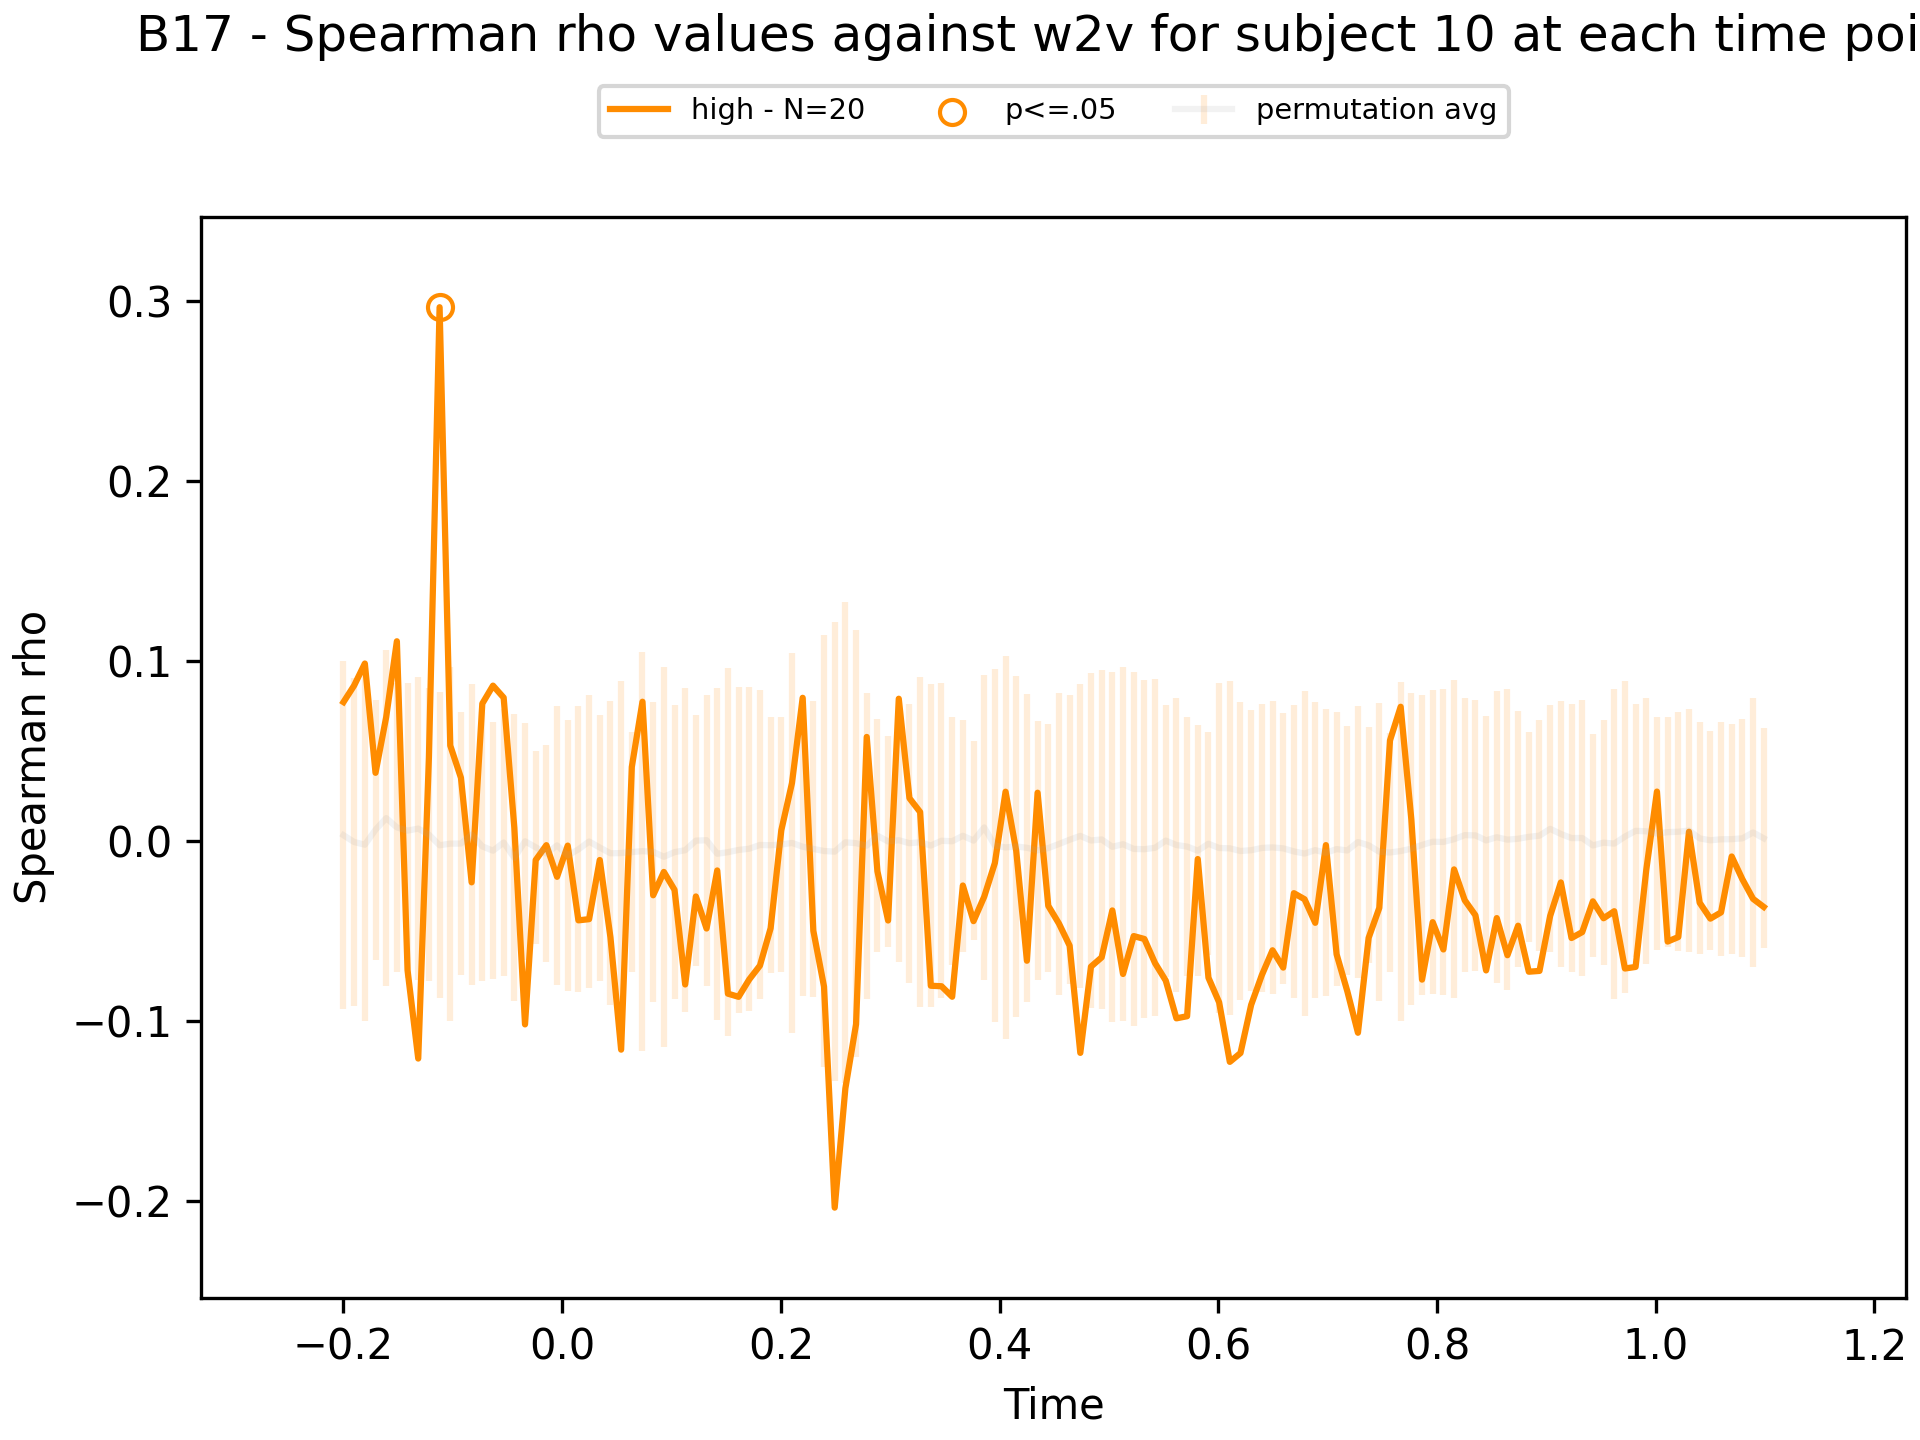 B17 - Spearman rho values against w2v for subject 10 at each time poi
high - N=20 p<=.05 permutation avg
0.3
0.2
0.1
0.0
−0.1
−0.2
Spearman rho
−0.2 0.0 0.2 0.4 0.6 0.8 1.0 1.2
Time